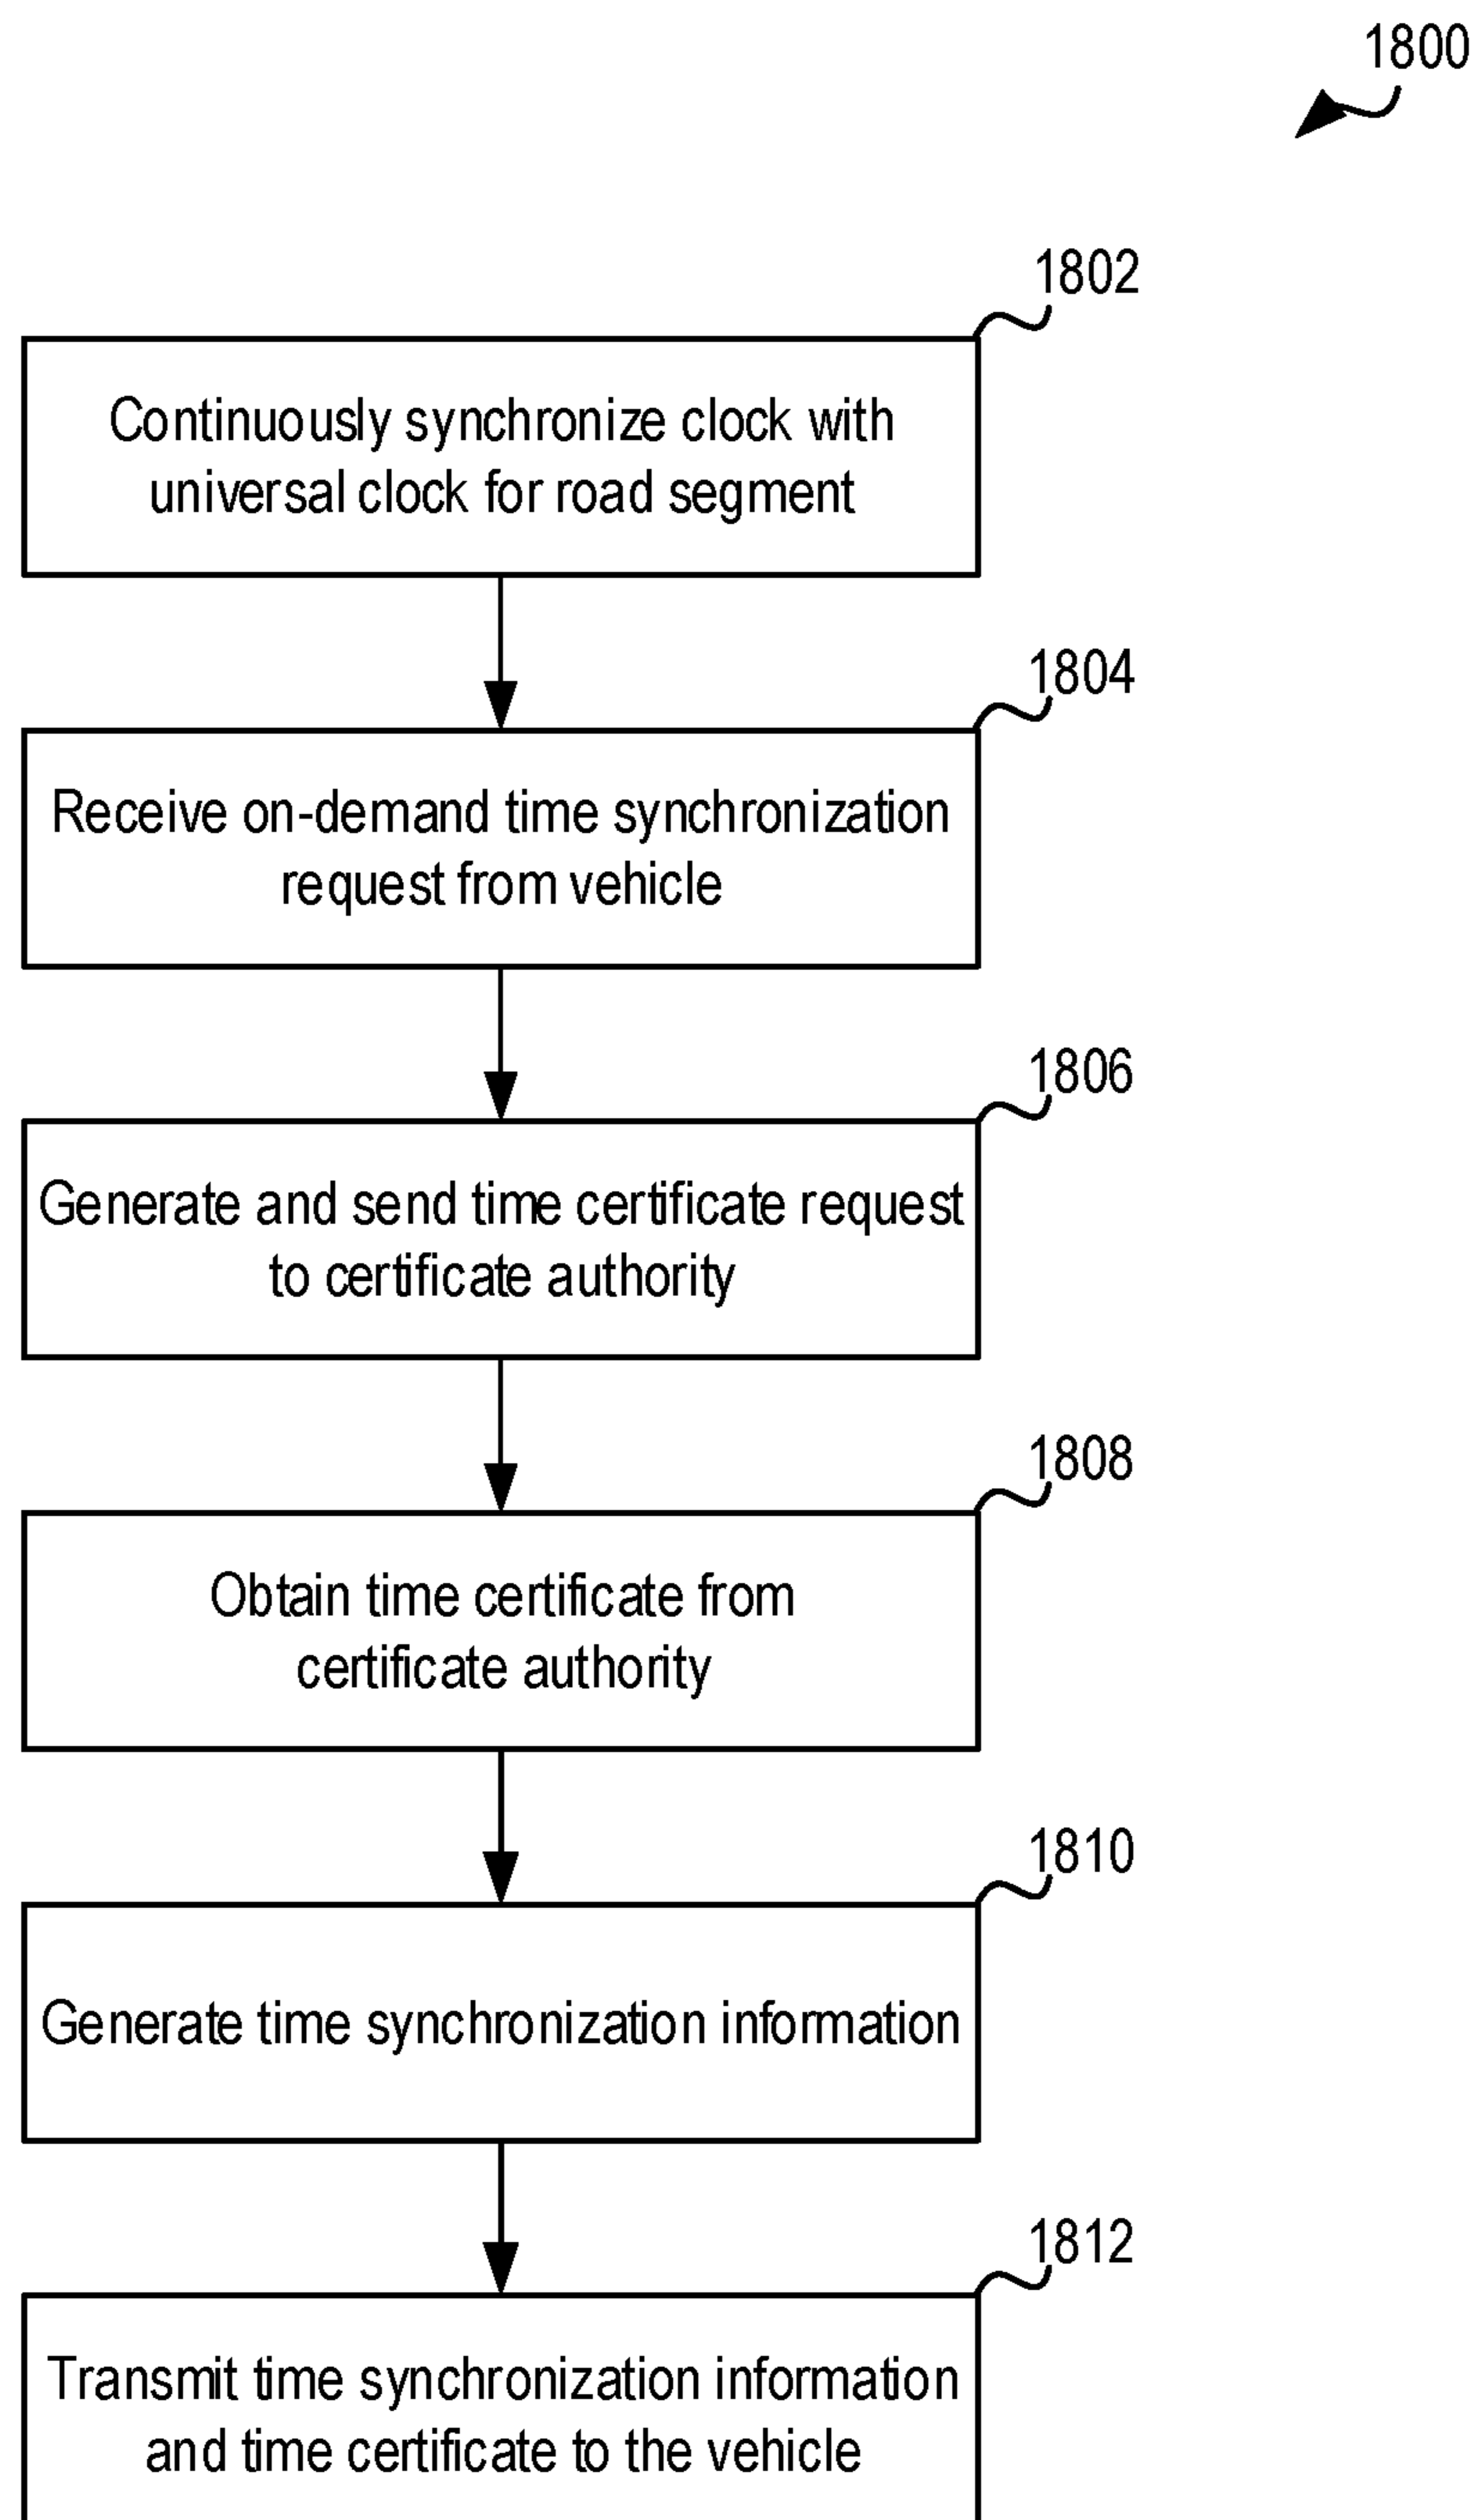 1800
1802
Continuously synchronize clock with
universal clock for road segment
1804
Receive on-demand time synchronization
request from vehicle
1806
Generate and send time certificate request
to certificate authority
1808
Obtain time certificate from
certificate authority
1810
Generate time synchronization information
1812
Transmit time synchronization information
and time certificate to the vehicle